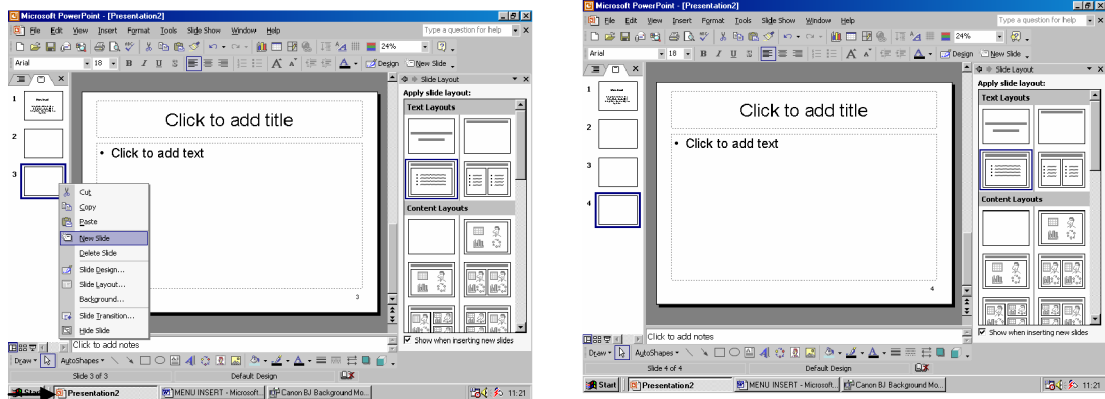 Microsoft PowerPoint - [Presentation2]
File Edit View Insert Format Tools Slide Show Window Help
Type a question for help
24%
Arial
18
B I U S
Design New Slide
1
2
3
Click to add title
• Click to add text
3
Cut
Copy
Paste
New Slide
Delete Slide
Slide Design...
Slide Layout...
Background...
Slide Transition...
Hide Slide
Slide Layout
Apply slide layout:
Text Layouts
Content Layouts
Show when inserting new slides
Click to add notes
Draw AutoShapes
Slide 3 of 3 Default Design
Start Presentation2 MENU INSERT - Microsoft... Canon BJ Background Mo... 11:21
Microsoft PowerPoint - [Presentation2]
File Edit View Insert Format Tools Slide Show Window Help
Type a question for help
24%
Arial
18
B I U S
Design New Slide
1
2
3
4
Click to add title
• Click to add text
4
Slide Layout
Apply slide layout:
Text Layouts
Content Layouts
Show when inserting new slides
Click to add notes
Draw AutoShapes
Slide 4 of 4 Default Design
Start Presentation2 MENU INSERT - Microsoft... Canon BJ Background Mo... 11:21